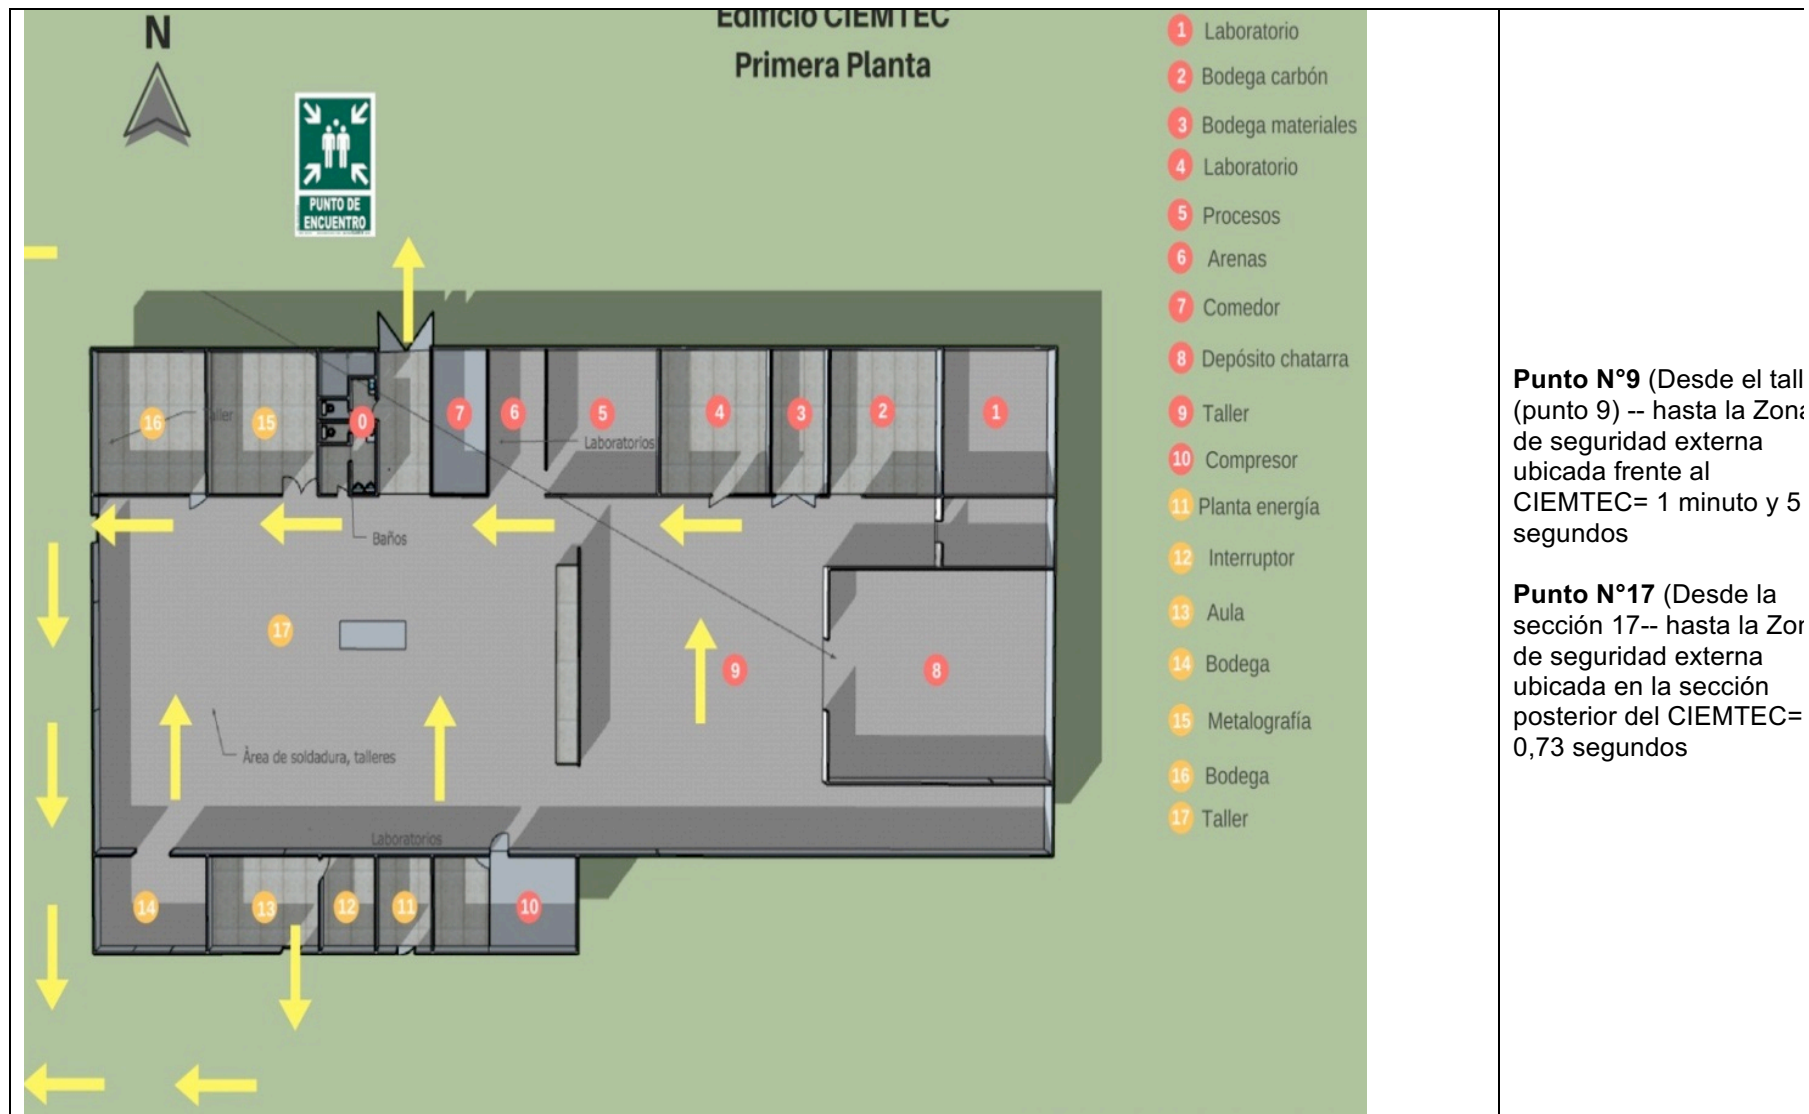 N
Edificio CIEMTEC
Primera Planta
PUNTO DE
ENCUENTRO
1 Laboratorio
2 Bodega carbón
3 Bodega materiales
4 Laboratorio
5 Procesos
6 Arenas
7 Comedor
8 Depósito chatarra
9 Taller
10 Compresor
11 Planta energía
12 Interruptor
13 Aula
14 Bodega
15 Metalografía
16 Bodega
17 Taller
16
Taller
15
0
7
6
5
4
3
2
1
Laboratorios
Baños
17
9
8
Área de soldadura, talleres
Laboratorios
14
13
12
11
10
Punto N°9 (Desde el tall
(punto 9) -- hasta la Zona
de seguridad externa
ubicada frente al
CIEMTEC= 1 minuto y 5
segundos
Punto N°17 (Desde la
sección 17-- hasta la Zon
de seguridad externa
ubicada en la sección
posterior del CIEMTEC=
0,73 segundos